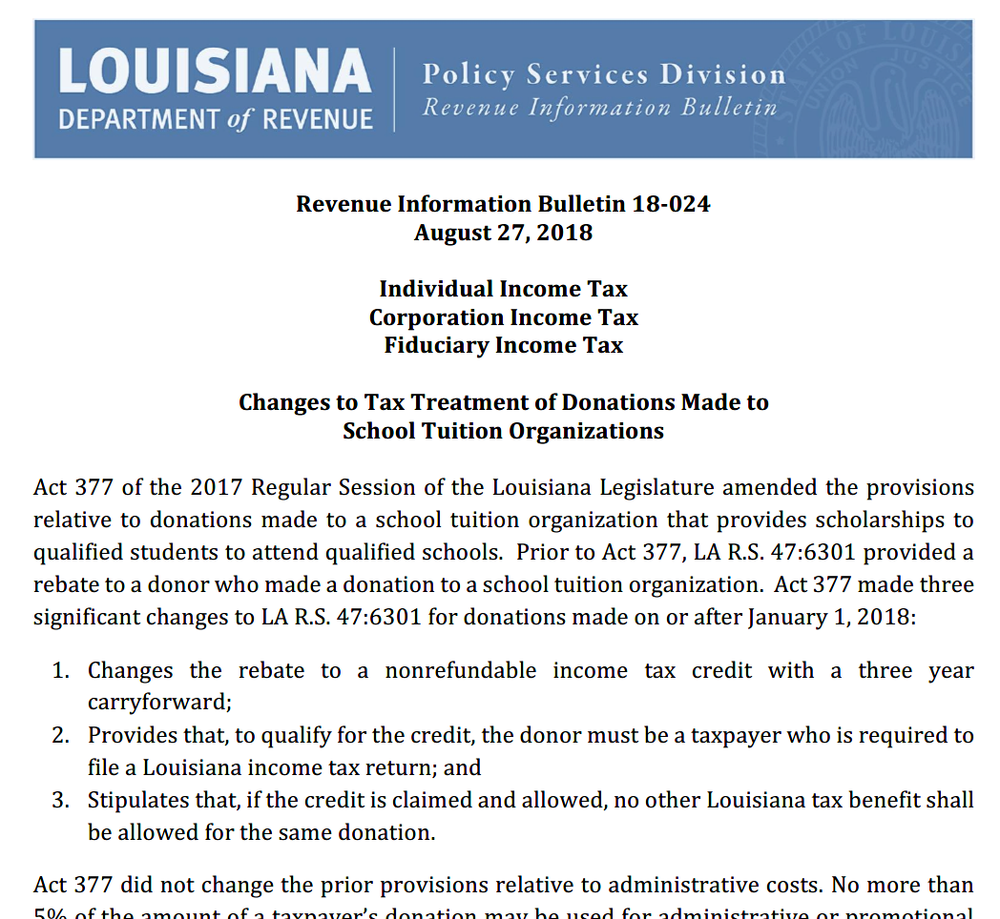 LOUISIANA
DEPARTMENT of REVENUE
Policy Services Division
Revenue Information Bulletin
STATE OF LOUIS
UNION JUS
Revenue Information Bulletin 18-024
August 27, 2018
Individual Income Tax
Corporation Income Tax
Fiduciary Income Tax
Changes to Tax Treatment of Donations Made to
School Tuition Organizations
Act 377 of the 2017 Regular Session of the Louisiana Legislature amended the provisions
relative to donations made to a school tuition organization that provides scholarships to
qualified students to attend qualified schools.  Prior to Act 377, LA R.S. 47:6301 provided a
rebate to a donor who made a donation to a school tuition organization.  Act 377 made three
significant changes to LA R.S. 47:6301 for donations made on or after January 1, 2018:
1. Changes the rebate to a nonrefundable income tax credit with a three year
carryforward;
2. Provides that, to qualify for the credit, the donor must be a taxpayer who is required to
file a Louisiana income tax return; and
3. Stipulates that, if the credit is claimed and allowed, no other Louisiana tax benefit shall
be allowed for the same donation.
Act 377 did not change the prior provisions relative to administrative costs. No more than
5% of the amount of a taxpayer's donation may be used for administrative or promotional